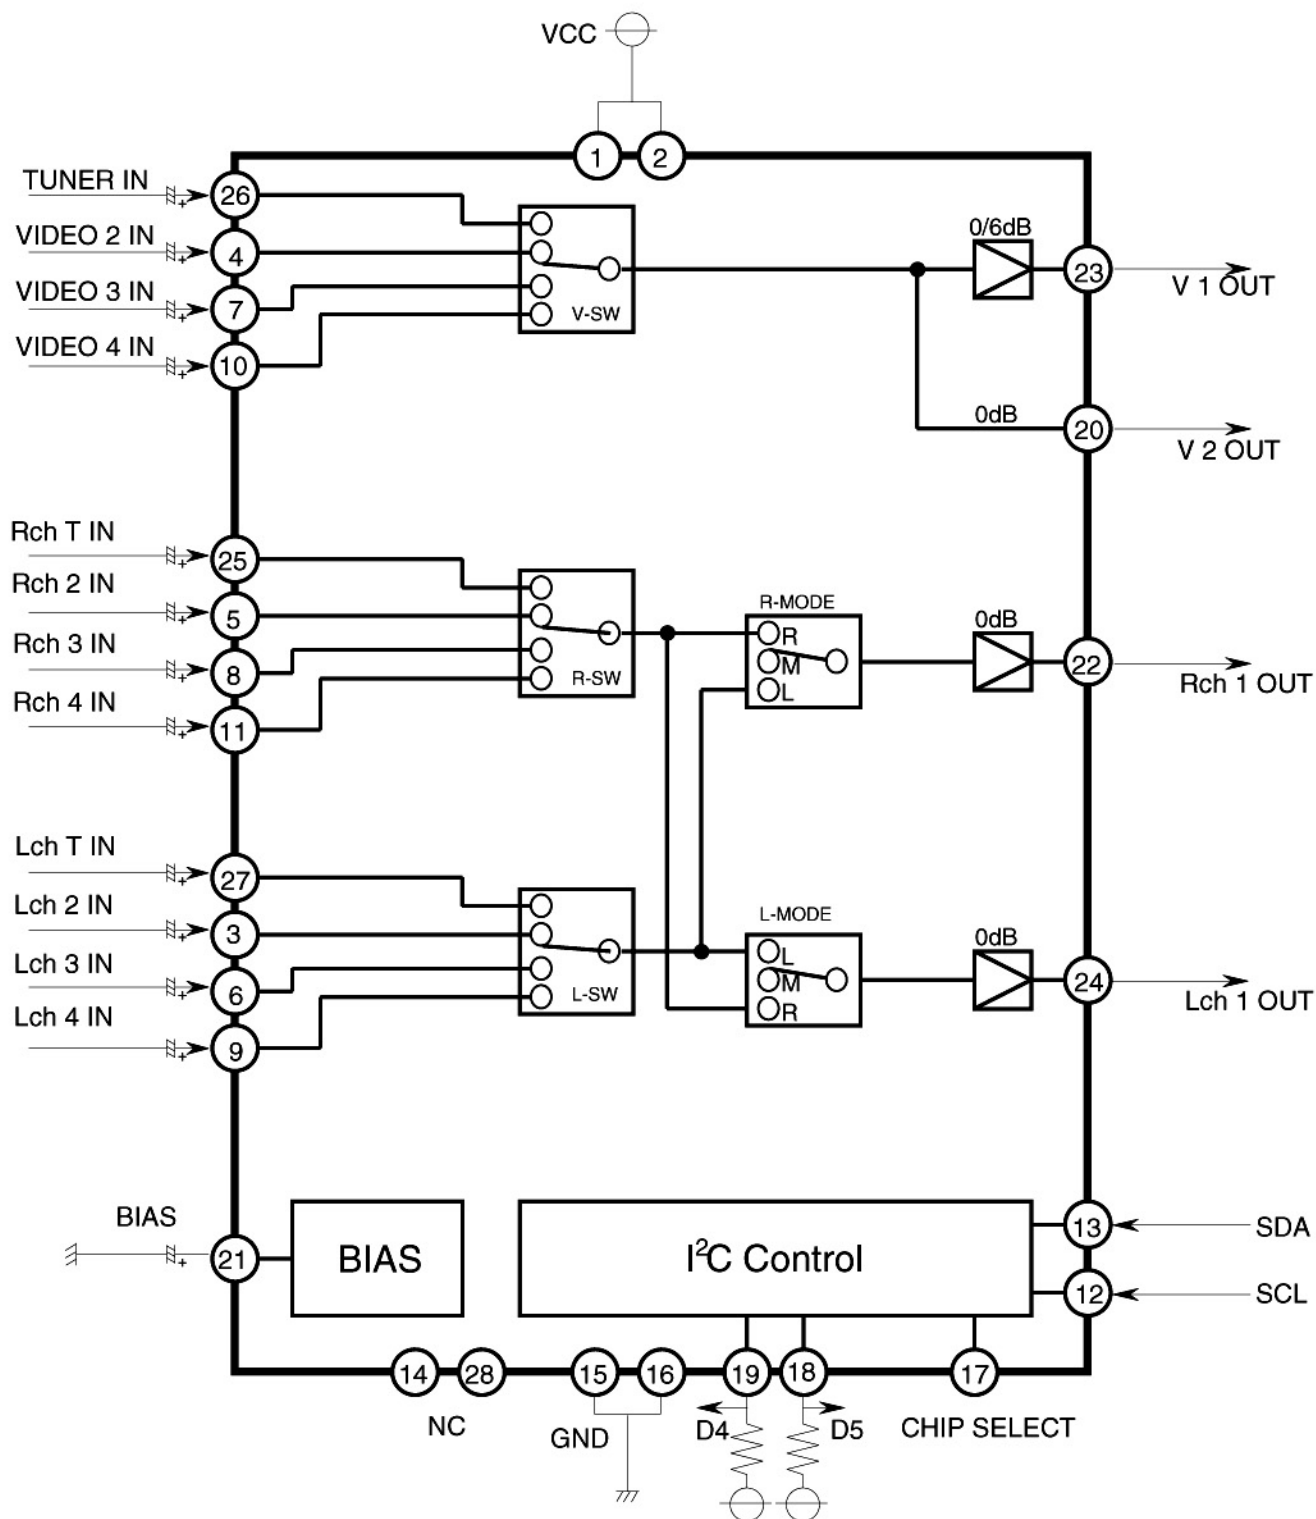 VCC
1 2
TUNER IN
26
VIDEO 2 IN
4
VIDEO 3 IN
7
VIDEO 4 IN
10
V-SW
0/6dB
23
V 1 OUT
0dB
20
V 2 OUT
Rch T IN
25
Rch 2 IN
5
Rch 3 IN
8
Rch 4 IN
11
R-SW
R-MODE
R
M
L
0dB
22
Rch 1 OUT
Lch T IN
27
Lch 2 IN
3
Lch 3 IN
6
Lch 4 IN
9
L-SW
L-MODE
L
M
R
0dB
24
Lch 1 OUT
BIAS
21
BIAS
I²C Control
13
SDA
12
SCL
14 28 15 16 19 18 17
NC
GND
D4
D5
CHIP SELECT